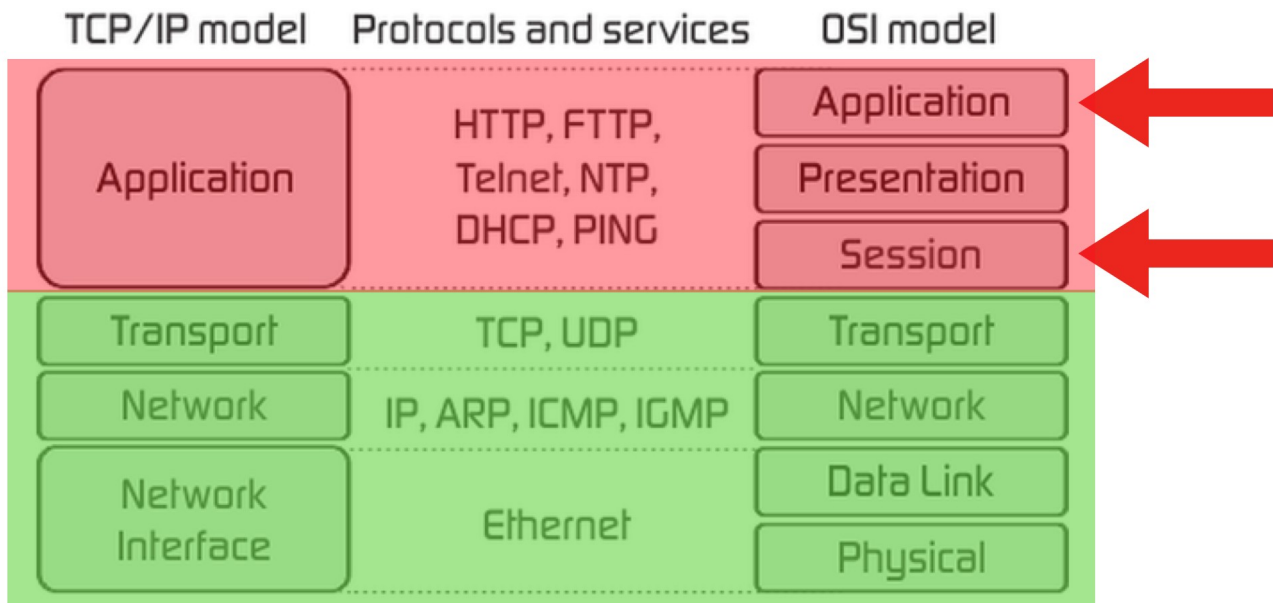 TCP/IP model Protocols and services OSI model
Application
HTTP, FTTP,
Telnet, NTP,
DHCP, PING
Application
Presentation
Session
Transport
TCP, UDP
Transport
Network
IP, ARP, ICMP, IGMP
Network
Network
Interface
Ethernet
Data Link
Physical